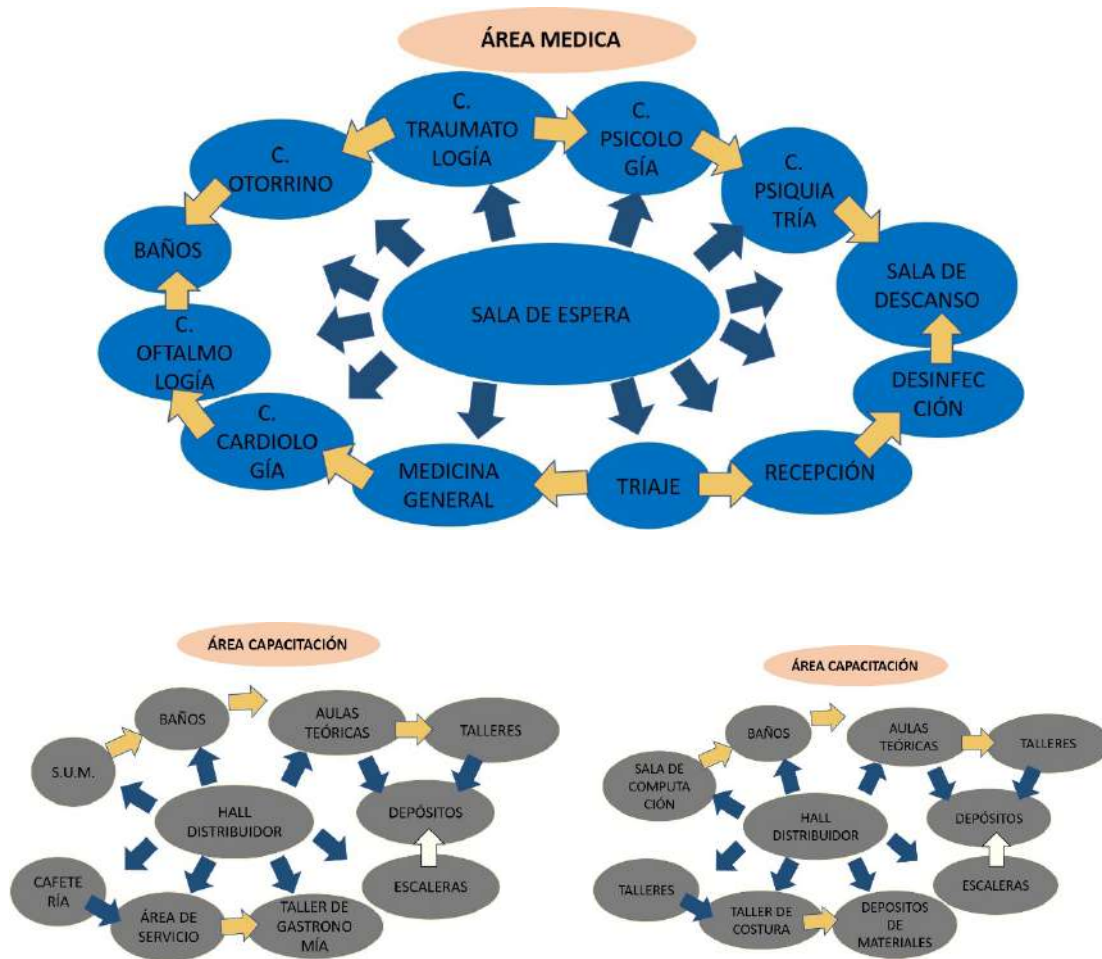 ÁREA MEDICA
C.
TRAUMATO
LOGÍA
C.
PSICOLO
GÍA
C.
OTORRINO
C.
PSIQUIA
TRÍA
BAÑOS
SALA DE
DESCANSO
SALA DE ESPERA
C.
OFTALMO
LOGÍA
DESINFEC
CIÓN
C.
CARDIOLO
GÍA
MEDICINA
GENERAL
TRIAJE
RECEPCIÓN
ÁREA CAPACITACIÓN
BAÑOS
AULAS
TEÓRICAS
TALLERES
S.U.M.
HALL
DISTRIBUIDOR
DEPÓSITOS
CAFETE
RÍA
ESCALERAS
ÁREA DE
SERVICIO
TALLER DE
GASTRONO
MÍA
ÁREA CAPACITACIÓN
BAÑOS
AULAS
TEÓRICAS
TALLERES
SALA DE
COMPUTA
CIÓN
HALL
DISTRIBUIDOR
DEPÓSITOS
TALLERES
ESCALERAS
TALLER DE
COSTURA
DEPOSITOS
DE
MATERIALES